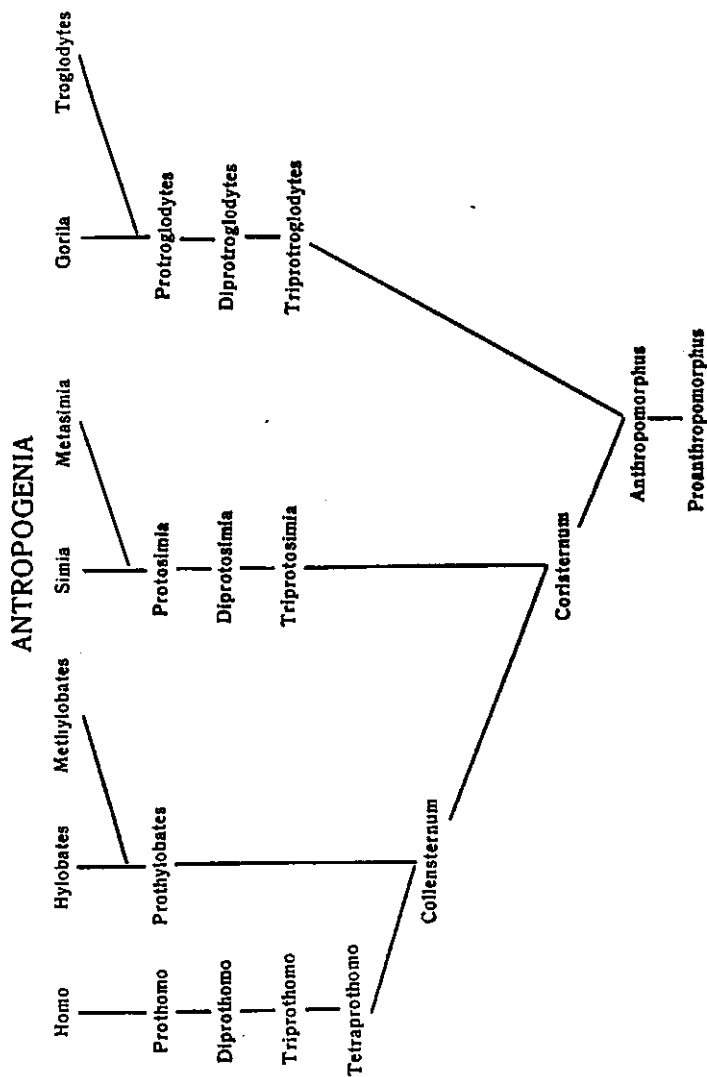 ANTROPOGENIA
Homo
Hylobates
Methylobates
Simia
Metasimia
Gorila
Troglodytes
Prothomo
Prothylobates
Protosimia
Protroglodytes
Diprothomo
Diprotosimia
Diprotroglodytes
Triprothomo
Triprotosimia
Triprotroglodytes
Tetraprothomo
Collensternum
Coristernum
Anthropomorphus
Proanthropomorphus